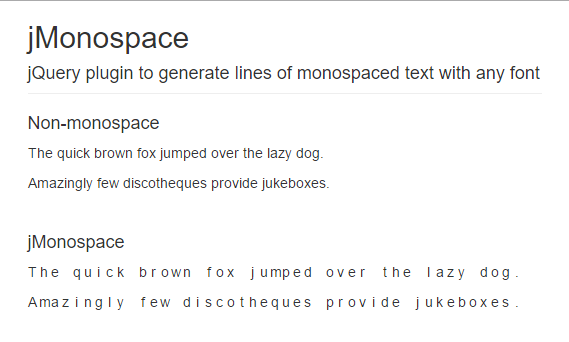 jMonospace
jQuery plugin to generate lines of monospaced text with any font
Non-monospace
The quick brown fox jumped over the lazy dog.
Amazingly few discotheques provide jukeboxes.
jMonospace
The quick brown fox jumped over the lazy dog.
Amazingly few discotheques provide jukeboxes.